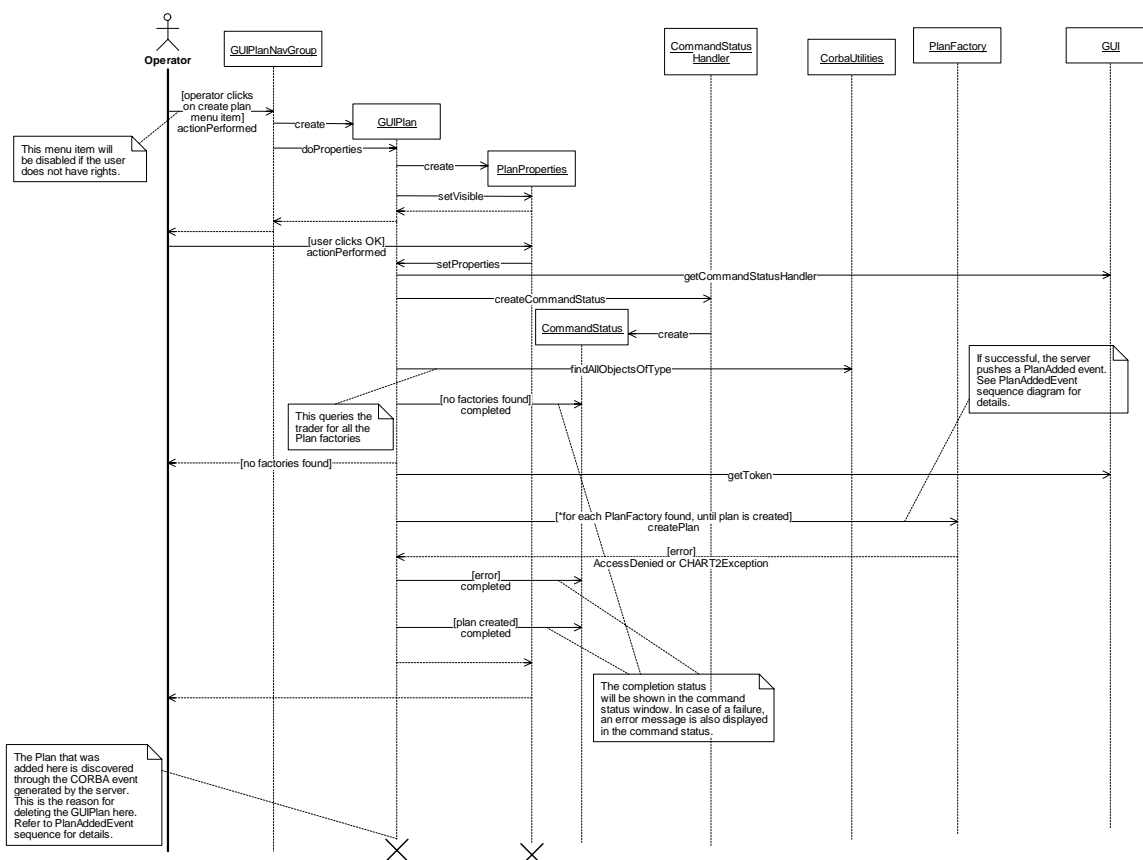 Operator
GUIPlanNavGroup
CommandStatus
Handler
CorbaUtilities
PlanFactory
GUI
[operator clicks
on create plan
menu item]
actionPerformed
create
GUIPlan
This menu item will
be disabled if the user
does not have rights.
doProperties
create
PlanProperties
setVisible
[user clicks OK]
actionPerformed
setProperties
getCommandStatusHandler
createCommandStatus
CommandStatus
create
If successful, the server
pushes a PlanAdded event.
See PlanAddedEvent
sequence diagram for
details.
findAllObjectsOfType
This queries the
trader for all the
Plan factories
[no factories found]
completed
[no factories found]
getToken
[*for each PlanFactory found, until plan is created]
createPlan
[error]
AccessDenied or CHART2Exception
[error]
completed
[plan created]
completed
The completion status
will be shown in the command
status window. In case of a failure,
an error message is also displayed
in the command status.
The Plan that was
added here is discovered
through the CORBA event
generated by the server.
This is the reason for
deleting the GUIPlan here.
Refer to PlanAddedEvent
sequence for details.